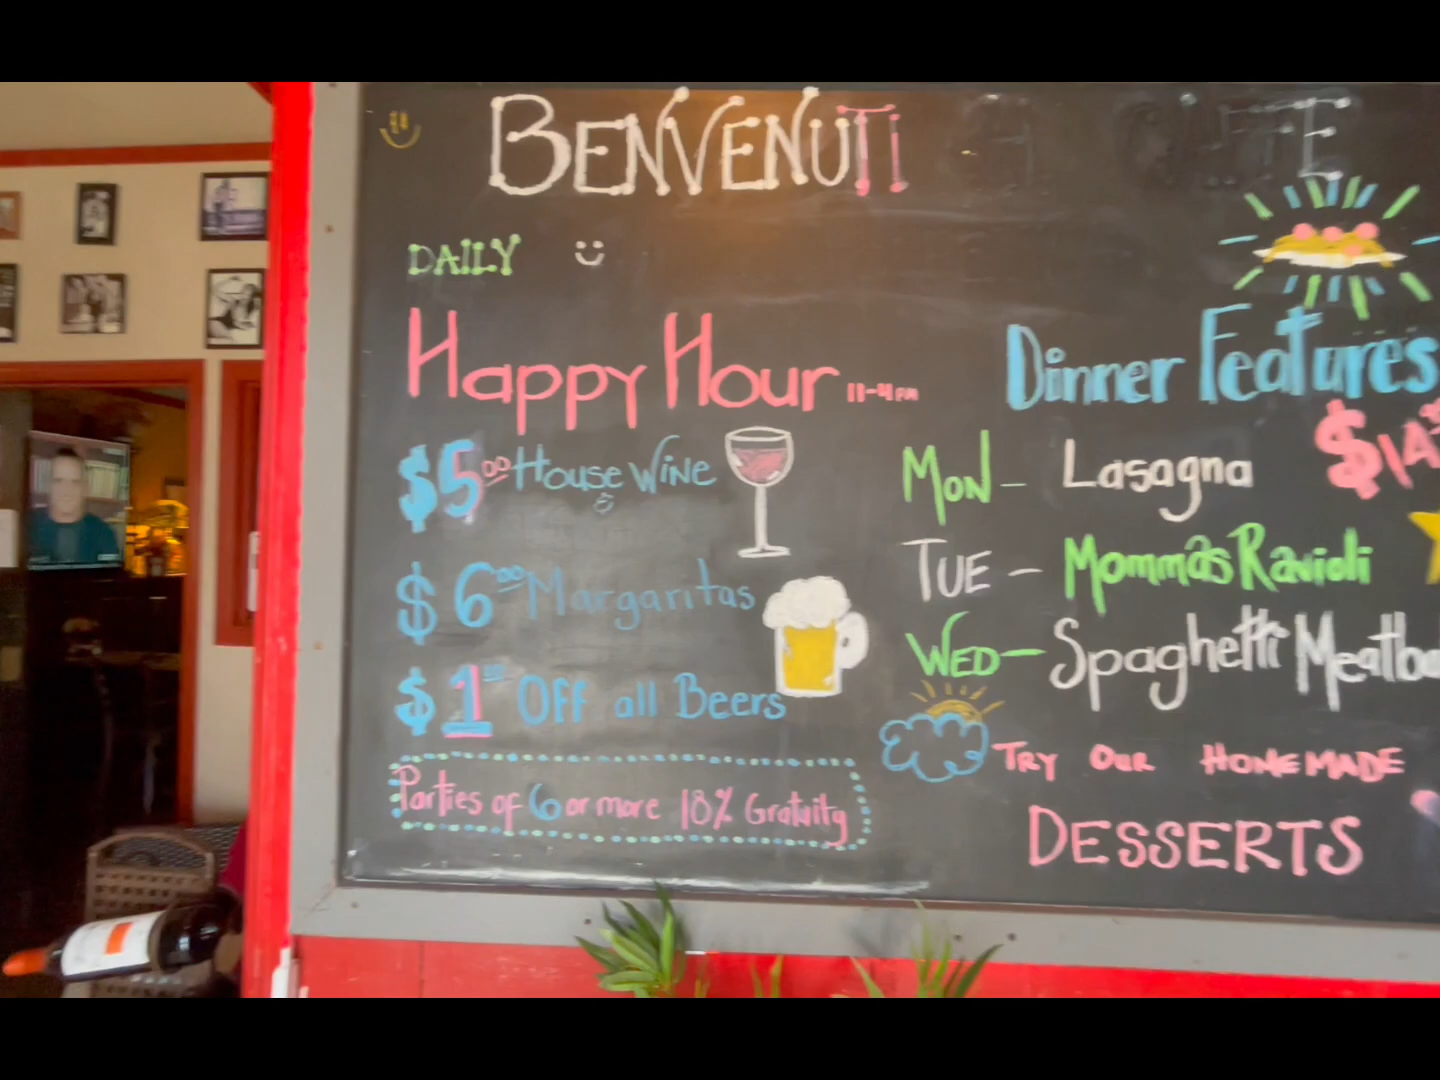 BENVENUTI
DAILY
Happy Hour 11-4PM
$5.00 House Wine
&
$6.00 Margaritas
$1.00 Off all Beers
Parties of 6 or more 18% Gratuity
Dinner Features
$14
Mon- Lasagna
Tue - Mommas Ravioli
Wed- Spaghetti
Try our Homemade
DESSERTS